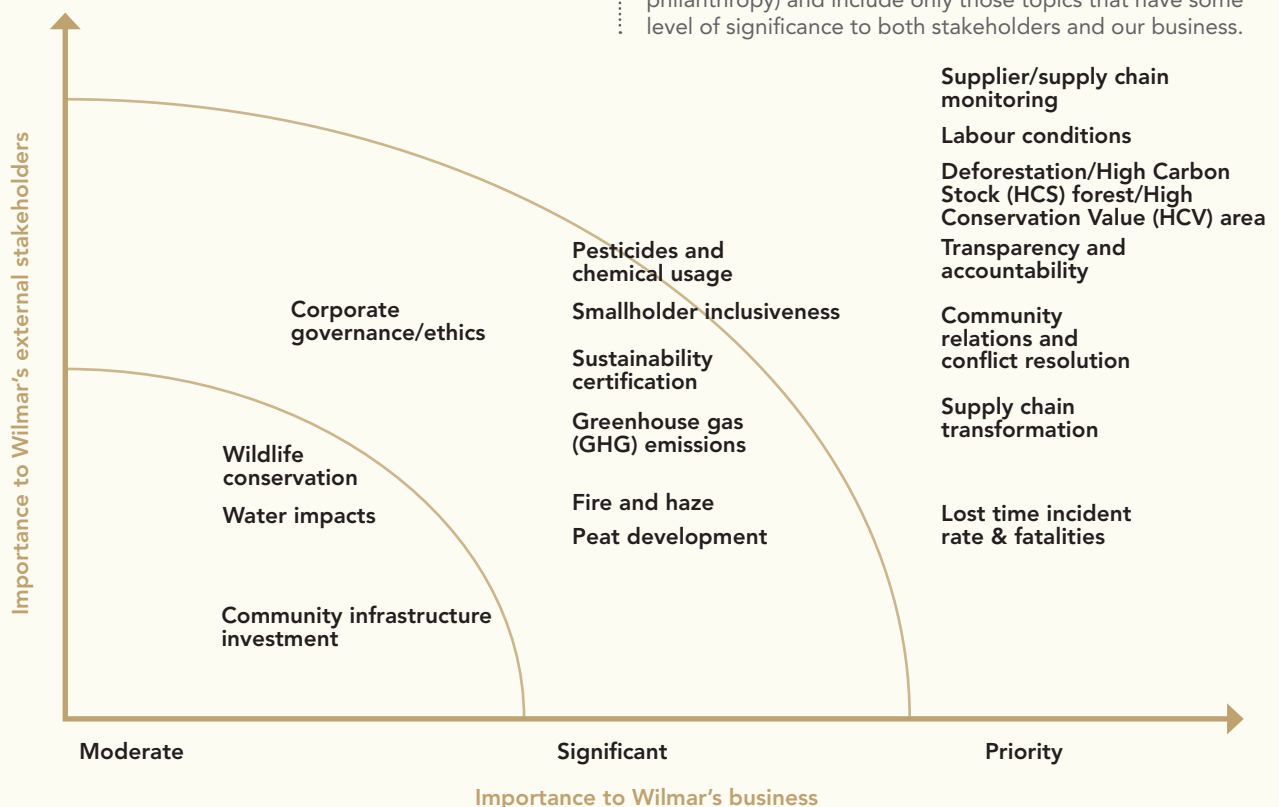 philanthropy) and include only those topics that have some
level of significance to both stakeholders and our business.
Importance to Wilmar's external stakeholders
Supplier/supply chain
monitoring
Labour conditions
Deforestation/High Carbon
Stock (HCS) forest/High
Conservation Value (HCV) area
Transparency and
accountability
Community
relations and
conflict resolution
Supply chain
transformation
Lost time incident
rate & fatalities
Pesticides and
chemical usage
Smallholder inclusiveness
Sustainability
certification
Greenhouse gas
(GHG) emissions
Fire and haze
Peat development
Corporate
governance/ethics
Wildlife
conservation
Water impacts
Community infrastructure
investment
Moderate
Significant
Priority
Importance to Wilmar's business